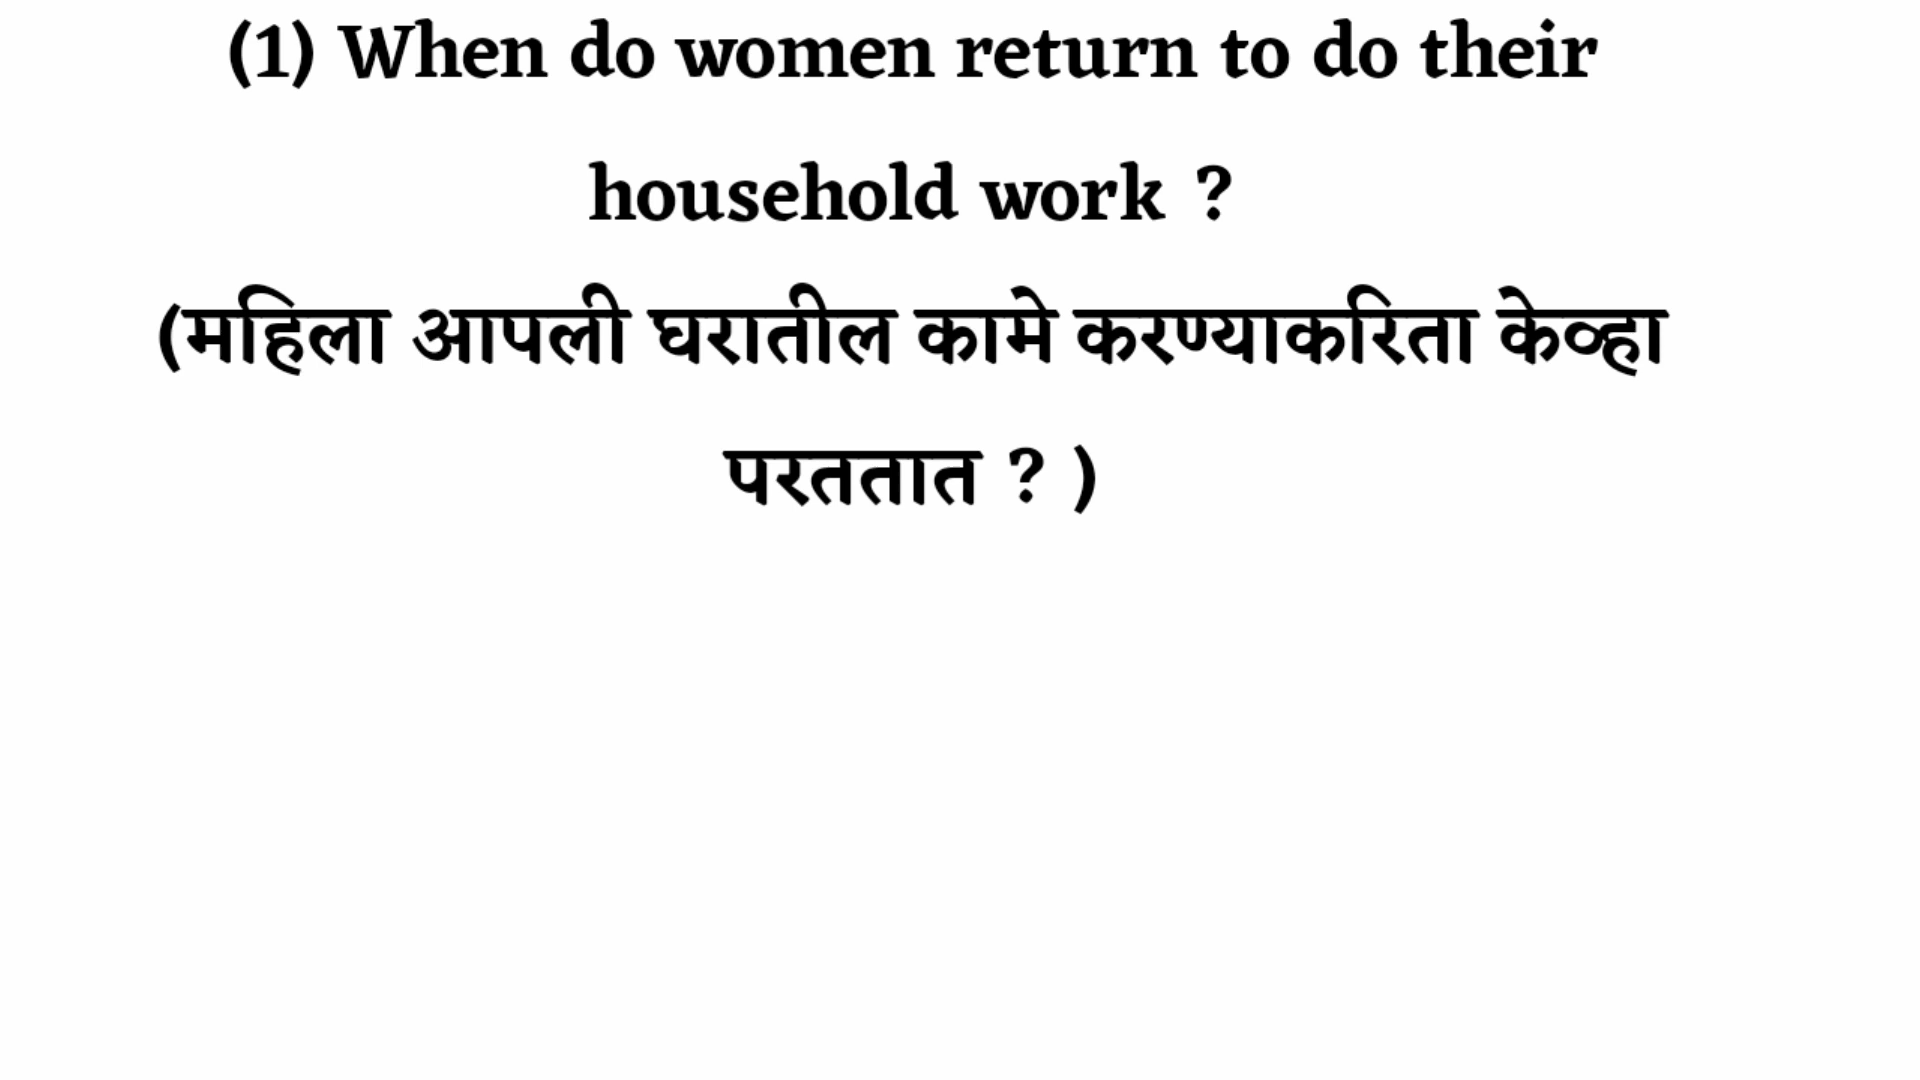 (1) When do women return to do their
household work ?
(महिला आपली घरातील कामे करण्याकरिता केव्हा
परततात ? )